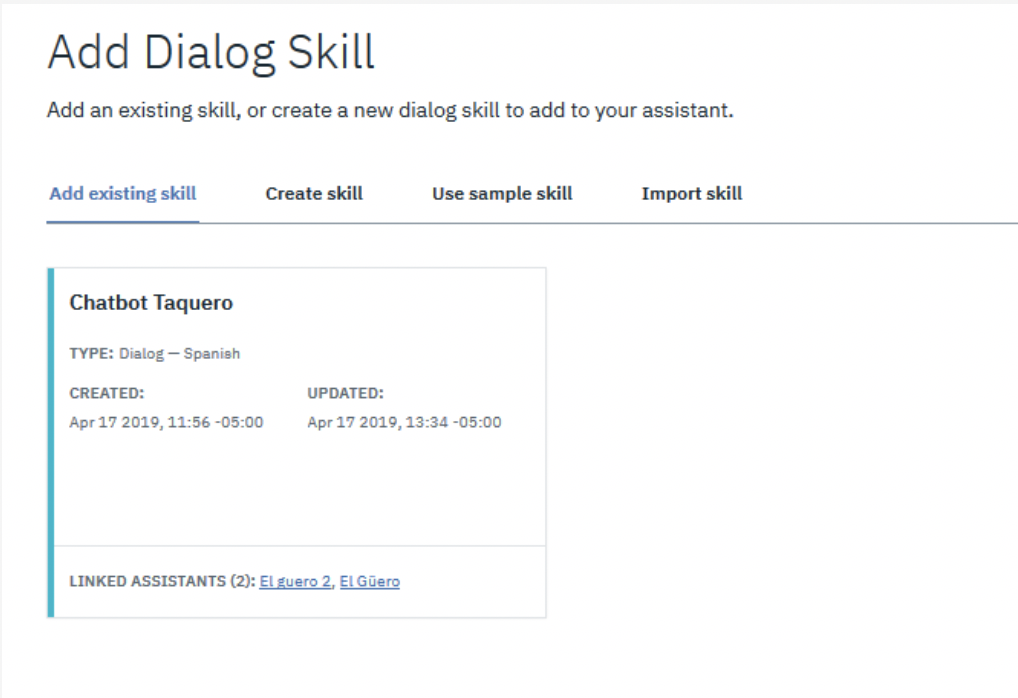 Add Dialog Skill
Add an existing skill, or create a new dialog skill to add to your assistant.
Add existing skill Create skill Use sample skill Import skill
Chatbot Taquero
TYPE: Dialog — Spanish
CREATED: UPDATED:
Apr 17 2019, 11:56 -05:00 Apr 17 2019, 13:34 -05:00
LINKED ASSISTANTS (2): El guero 2, El Güero